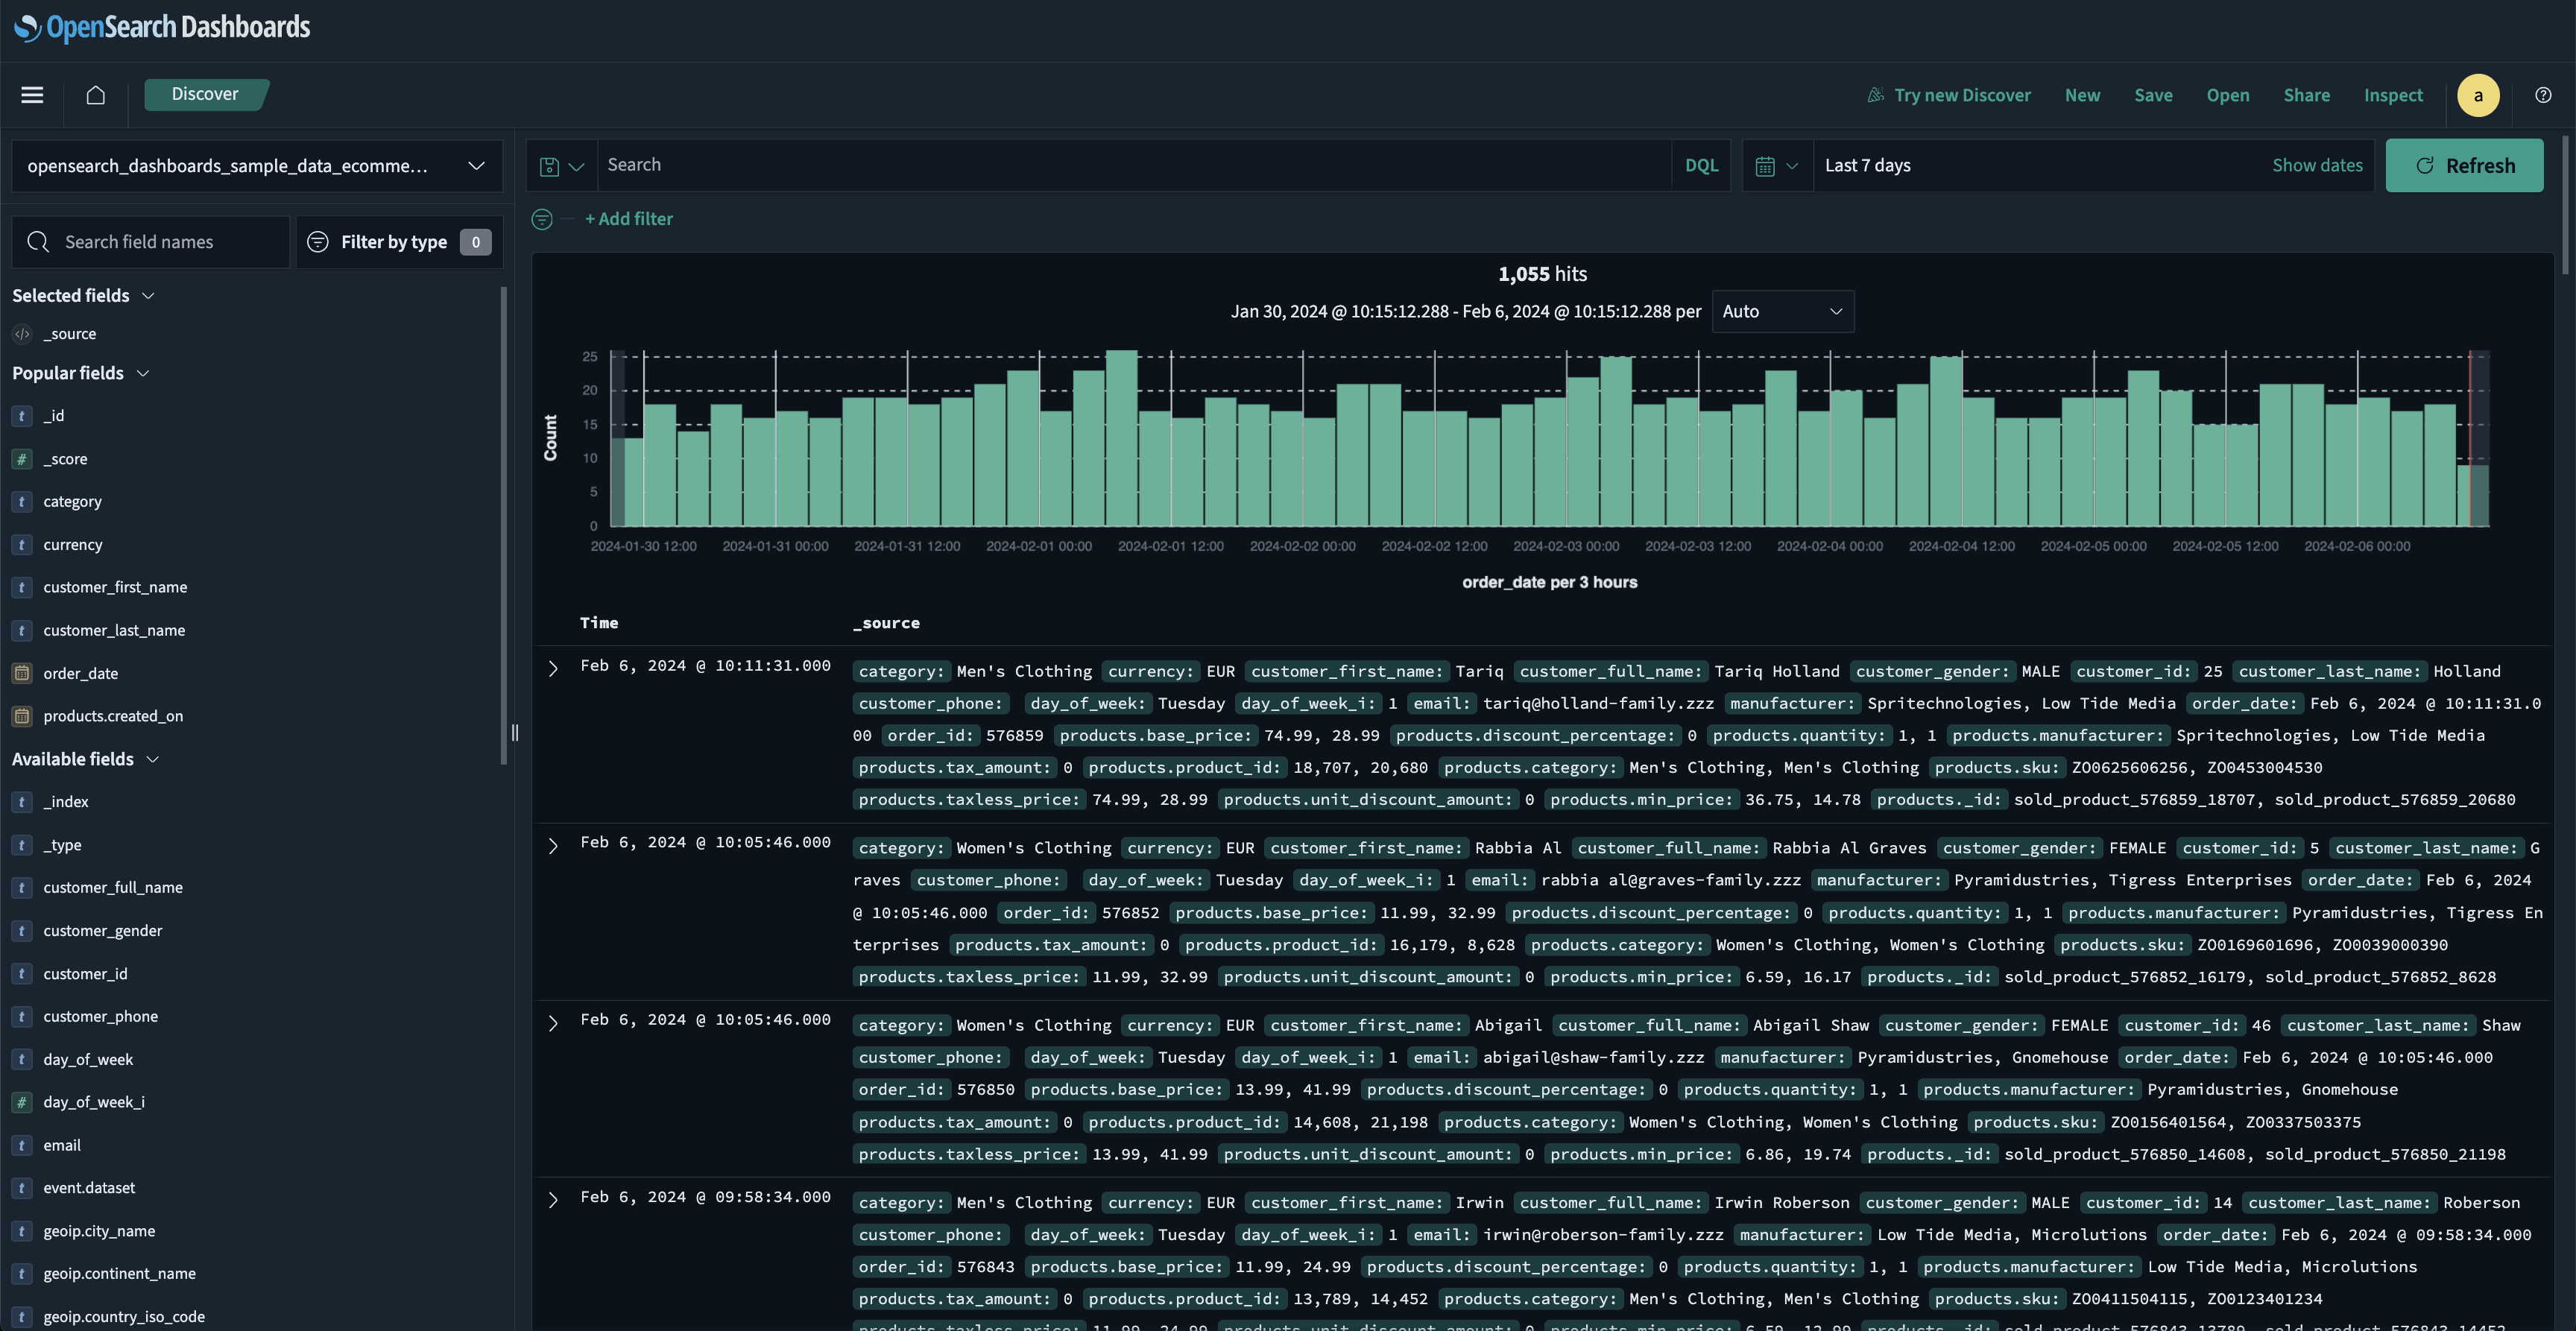 OpenSearch Dashboards
Discover
Try new Discover
New
Save
Open
Share
Inspect
a
opensearch_dashboards_sample_data_ecomme...
Search
DQL
Last 7 days
Show dates
Refresh
Search field names
Filter by type 0
+ Add filter
Selected fields
_source
Popular fields
t _id
# _score
t category
t currency
t customer_first_name
t customer_last_name
order_date
products.created_on
Available fields
t _index
t _type
t customer_full_name
t customer_gender
t customer_id
t customer_phone
t day_of_week
# day_of_week_i
t email
t event.dataset
t geoip.city_name
t geoip.continent_name
t geoip.country_iso_code
1,055 hits
Jan 30, 2024 @ 10:15:12.288 - Feb 6, 2024 @ 10:15:12.288 per Auto
Count
25
20
15
10
5
0
2024-01-30 12:00 2024-01-31 00:00 2024-01-31 12:00 2024-02-01 00:00 2024-02-01 12:00 2024-02-02 00:00 2024-02-02 12:00 2024-02-03 00:00 2024-02-03 12:00 2024-02-04 00:00 2024-02-04 12:00 2024-02-05 00:00 2024-02-05 12:00 2024-02-06 00:00
order_date per 3 hours
Time _source
Feb 6, 2024 @ 10:11:31.000
category: Men's Clothing currency: EUR customer_first_name: Tariq customer_full_name: Tariq Holland customer_gender: MALE customer_id: 25 customer_last_name: Holland
customer_phone: day_of_week: Tuesday day_of_week_i: 1 email: tariq@holland-family.zzz manufacturer: Spritechnologies, Low Tide Media order_date: Feb 6, 2024 @ 10:11:31.0
00 order_id: 576859 products.base_price: 74.99, 28.99 products.discount_percentage: 0 products.quantity: 1, 1 products.manufacturer: Spritechnologies, Low Tide Media
products.tax_amount: 0 products.product_id: 18,707, 20,680 products.category: Men's Clothing, Men's Clothing products.sku: ZO0625606256, ZO0453004530
products.taxless_price: 74.99, 28.99 products.unit_discount_amount: 0 products.min_price: 36.75, 14.78 products._id: sold_product_576859_18707, sold_product_576859_20680
Feb 6, 2024 @ 10:05:46.000
category: Women's Clothing currency: EUR customer_first_name: Rabbia Al customer_full_name: Rabbia Al Graves customer_gender: FEMALE customer_id: 5 customer_last_name: G
raves customer_phone: day_of_week: Tuesday day_of_week_i: 1 email: rabbia al@graves-family.zzz manufacturer: Pyramidustries, Tigress Enterprises order_date: Feb 6, 2024
@ 10:05:46.000 order_id: 576852 products.base_price: 11.99, 32.99 products.discount_percentage: 0 products.quantity: 1, 1 products.manufacturer: Pyramidustries, Tigress En
terprises products.tax_amount: 0 products.product_id: 16,179, 8,628 products.category: Women's Clothing, Women's Clothing products.sku: ZO0169601696, ZO0039000390
products.taxless_price: 11.99, 32.99 products.unit_discount_amount: 0 products.min_price: 6.59, 16.17 products._id: sold_product_576852_16179, sold_product_576852_8628
Feb 6, 2024 @ 10:05:46.000
category: Women's Clothing currency: EUR customer_first_name: Abigail customer_full_name: Abigail Shaw customer_gender: FEMALE customer_id: 46 customer_last_name: Shaw
customer_phone: day_of_week: Tuesday day_of_week_i: 1 email: abigail@shaw-family.zzz manufacturer: Pyramidustries, Gnomehouse order_date: Feb 6, 2024 @ 10:05:46.000
order_id: 576850 products.base_price: 13.99, 41.99 products.discount_percentage: 0 products.quantity: 1, 1 products.manufacturer: Pyramidustries, Gnomehouse
products.tax_amount: 0 products.product_id: 14,608, 21,198 products.category: Women's Clothing, Women's Clothing products.sku: ZO0156401564, ZO0337503375
products.taxless_price: 13.99, 41.99 products.unit_discount_amount: 0 products.min_price: 6.86, 19.74 products._id: sold_product_576850_14608, sold_product_576850_21198
Feb 6, 2024 @ 09:58:34.000
category: Men's Clothing currency: EUR customer_first_name: Irwin customer_full_name: Irwin Roberson customer_gender: MALE customer_id: 14 customer_last_name: Roberson
customer_phone: day_of_week: Tuesday day_of_week_i: 1 email: irwin@roberson-family.zzz manufacturer: Low Tide Media, Microlutions order_date: Feb 6, 2024 @ 09:58:34.000
order_id: 576843 products.base_price: 11.99, 24.99 products.discount_percentage: 0 products.quantity: 1, 1 products.manufacturer: Low Tide Media, Microlutions
products.tax_amount: 0 products.product_id: 13,789, 14,452 products.category: Men's Clothing, Men's Clothing products.sku: ZO0411504115, ZO0123401234